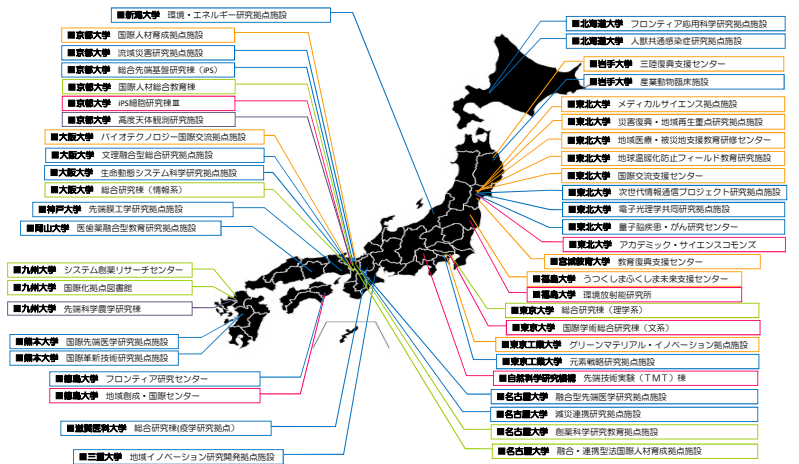 ■新潟大学 環境・エネルギー研究拠点施設
■京都大学 国際人材育成拠点施設
■京都大学 流域災害研究拠点施設
■京都大学 総合先端基盤研究棟（iPS）
■京都大学 国際人材総合教育棟
■京都大学 iPS細胞研究棟Ⅲ
■京都大学 高度天体観測研究施設
■大阪大学 バイオテクノロジー国際交流拠点施設
■大阪大学 文理融合型総合研究拠点施設
■大阪大学 生命動態システム科学研究拠点施設
■大阪大学 総合研究棟（情報系）
■神戸大学 先端膜工学研究拠点施設
■岡山大学 医歯薬融合型教育研究拠点施設
■九州大学 システム創薬リサーチセンター
■九州大学 国際化拠点図書館
■九州大学 先端科学農学研究棟
■熊本大学 国際先端医学研究拠点施設
■熊本大学 国際革新技術研究拠点施設
■徳島大学 フロンティア研究センター
■徳島大学 地域創成・国際センター
■滋賀医科大学 総合研究棟(疫学研究拠点）
■三重大学 地域イノベーション研究開発拠点施設
■北海道大学 フロンティア応用科学研究拠点施設
■北海道大学 人獣共通感染症研究拠点施設
■岩手大学 三陸復興支援センター
■岩手大学 産業動物臨床施設
■東北大学 メディカルサイエンス拠点施設
■東北大学 災害復興・地域再生重点研究拠点施設
■東北大学 地域医療・被災地支援教育研修センター
■東北大学 地球温暖化防止フィールド教育研究施設
■東北大学 国際交流支援センター
■東北大学 次世代情報通信プロジェクト研究拠点施設
■東北大学 電子光理学共同研究拠点施設
■東北大学 量子脳疾患・がん研究センター
■東北大学 アカデミック・サイエンスコモンズ
■宮城教育大学 教育復興支援センター
■福島大学 うつくしまふくしま未来支援センター
■福島大学 環境放射能研究所
■東京大学 総合研究棟（理学系）
■東京大学 国際学術総合研究棟（文系）
■東京工業大学 グリーンマテリアル・イノベーション拠点施設
■東京工業大学 元素戦略研究拠点施設
■自然科学研究機構 先端技術実験（ＴＭＴ）棟
■名古屋大学 融合型先端医学研究拠点施設
■名古屋大学 減災連携研究拠点施設
■名古屋大学 創薬科学研究教育拠点施設
■名古屋大学 融合・連携型法国際人材育成拠点施設